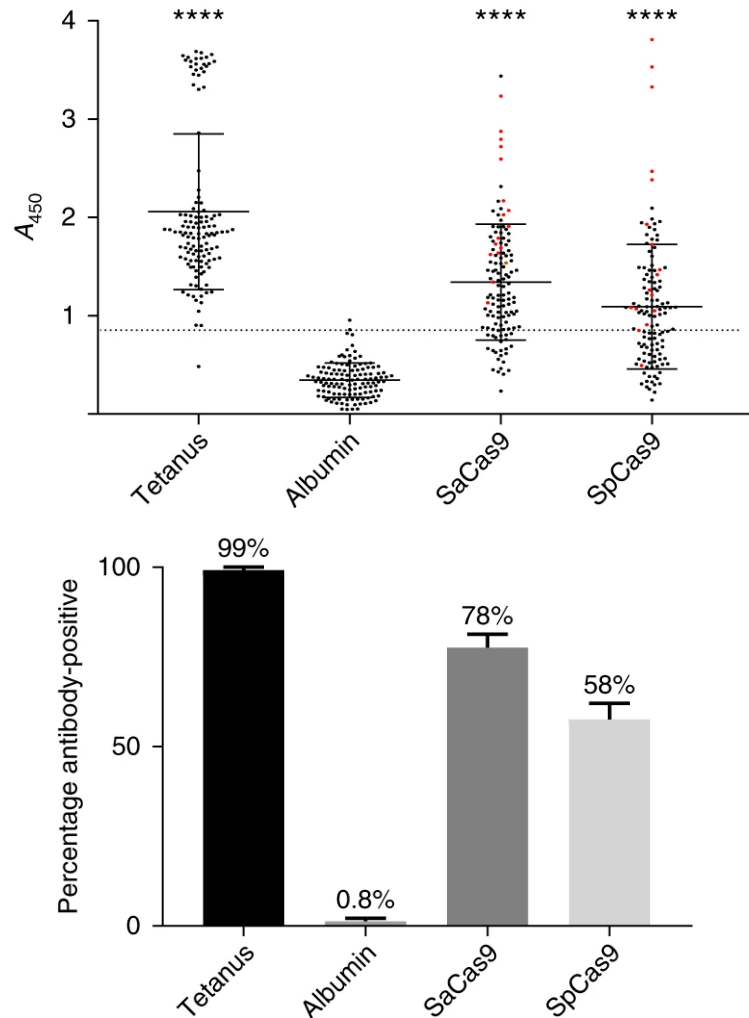 **** **** ****
4
3
2
1
A450
Tetanus
Albumin
SaCas9
SpCas9
Percentage antibody-positive
100
50
0
99%
0.8%
78%
58%
Tetanus
Albumin
SaCas9
SpCas9